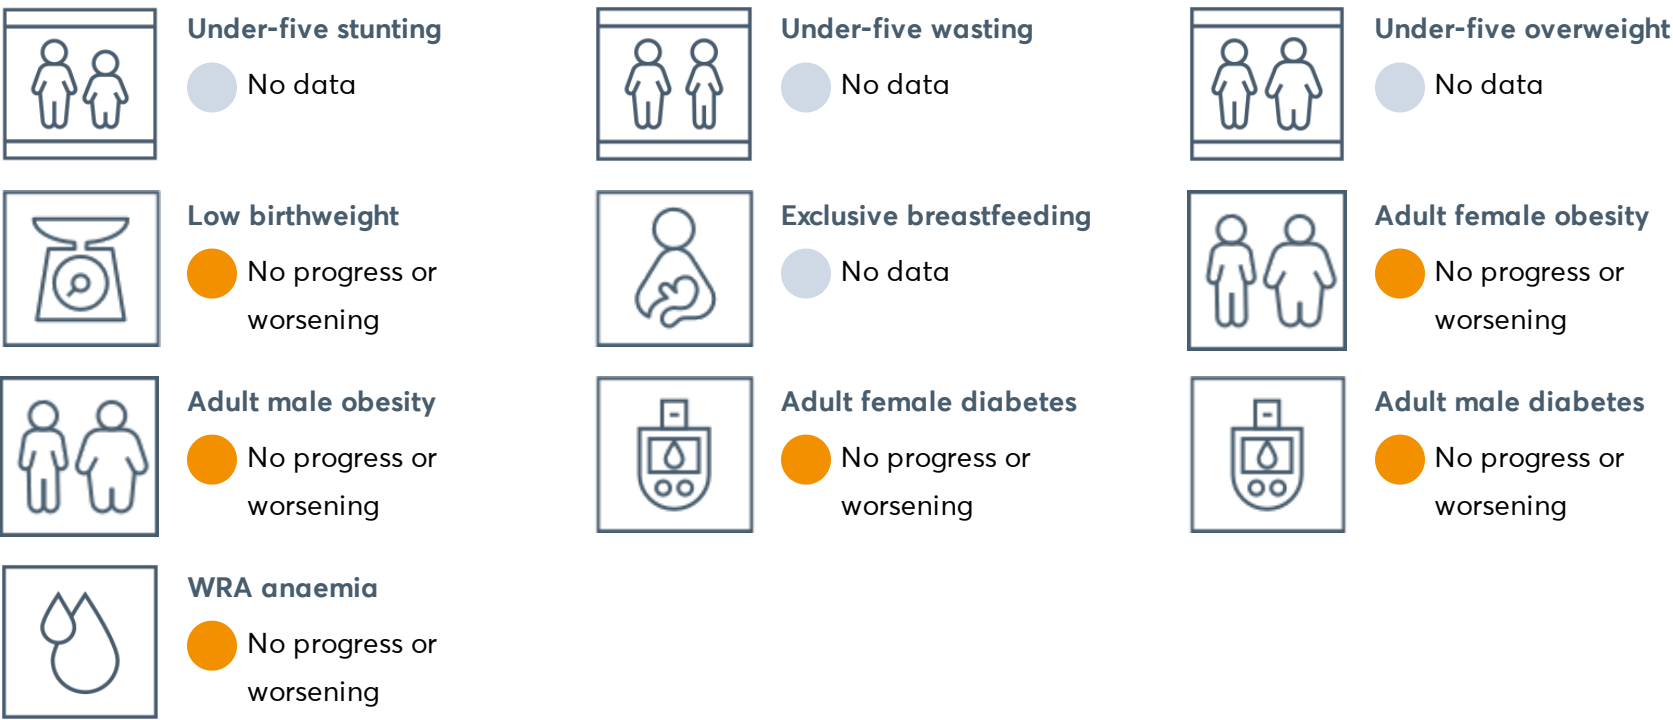 Under-five stunting
No data
Under-five wasting
No data
Under-five overweight
No data
Low birthweight
No progress or
worsening
Exclusive breastfeeding
No data
Adult female obesity
No progress or
worsening
Adult male obesity
No progress or
worsening
Adult female diabetes
No progress or
worsening
Adult male diabetes
No progress or
worsening
WRA anaemia
No progress or
worsening